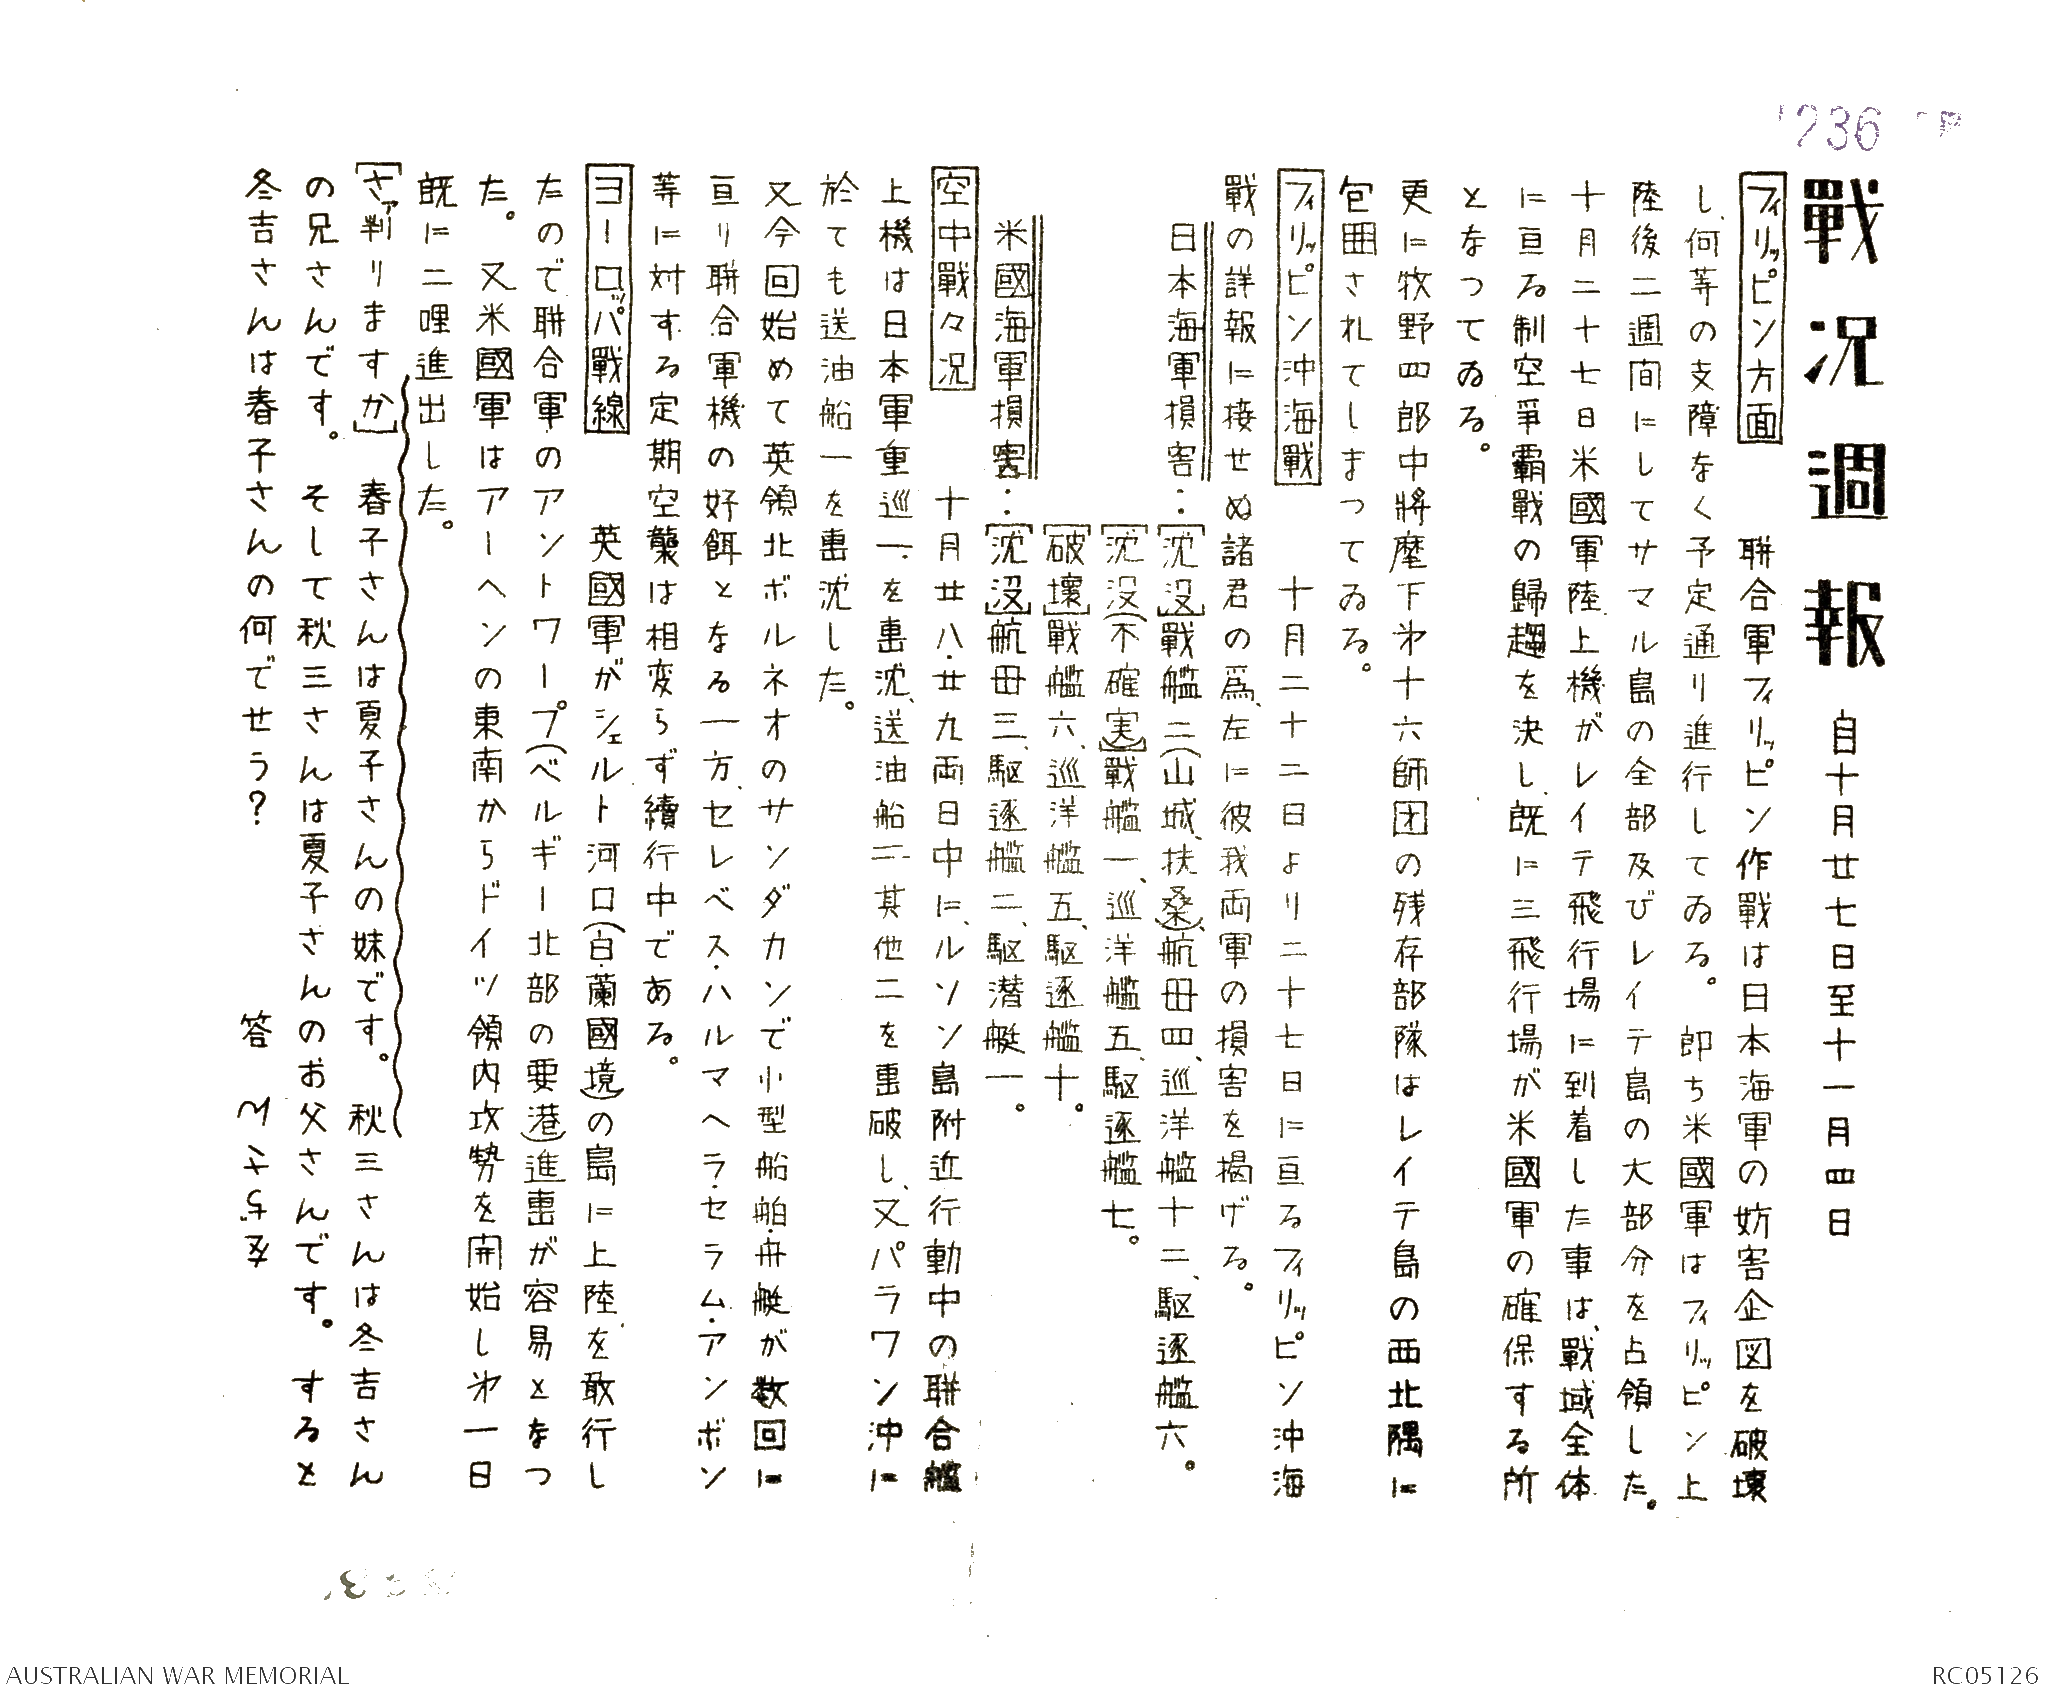 1236
戰況週報 自十月廿七日至十一月四日
フィリッピン方面 聯合軍フィリッピン作戰は日本海軍の妨害企図を破壊
し、何等の支障なく予定通り進行してゐる。即ち米國軍はフィリッピン上
陸後二週間にしてサマル島の全部及びレイテ島の大部分を占領した。
十月二十七日米國軍陸上機がレイテ飛行場に到着した事は、戰域全体
に亘る制空爭覇戰の歸趨を決し、既に三飛行場が米國軍の確保する所
となつてゐる。
更に牧野四郎中將麾下㐧十六師団の残存部隊はレイテ島の西北隅に
包囲されてしまつてゐる。
フィリッピン沖海戰 十月二十二日より二十七日に亘るフィリッピン沖海
戰の詳報に接せぬ諸君の爲、左に彼我両軍の損害を掲げる。
日本海軍損害：［沈没］戰艦二（山城、扶桑）、航母四、巡洋艦十二、駆逐艦六。
［沈没（不確実）］戰艦一、巡洋艦五、駆逐艦七。
［破壊］戰艦六、巡洋艦五、駆逐艦十。
米國海軍損害：［沈没］航母三、駆逐艦二、駆潜艇一。
空中戰々況 十月廿八・廿九両日中に、ルソン島附近行動中の聯合艦
上機は日本軍重巡一、を轟沈、送油船二・其他二を轟破し、又パラワン沖に
於ても送油船一を轟沈した。
又今回始めて英領北ボルネオのサンダカンで小型船舶・舟艇が数回に
亘り聯合軍機の好餌となる一方、セレベス・ハルマヘラ・セラム・アンボン
等に対する定期空襲は相変らず続行中である。
ヨーロッパ戰線 英國軍がシェルト河口（白・蘭國境）の島に上陸を敢行し
たので聯合軍のアントワープ（ベルギー北部の要港）進轟が容易となつ
た。又米國軍はアーヘンの東南からドイツ領内攻勢を開始し㐧一日
既に二哩進出した。
［さァ判りますか］ 春子さんは夏子さんの妹です。秋三さんは冬吉さん
の兄さんです。そして秋三さんは夏子さんのお父さんです。すると
冬吉さんは春子さんの何でせう？ 答
AUSTRALIAN WAR MEMORIAL
RC05126